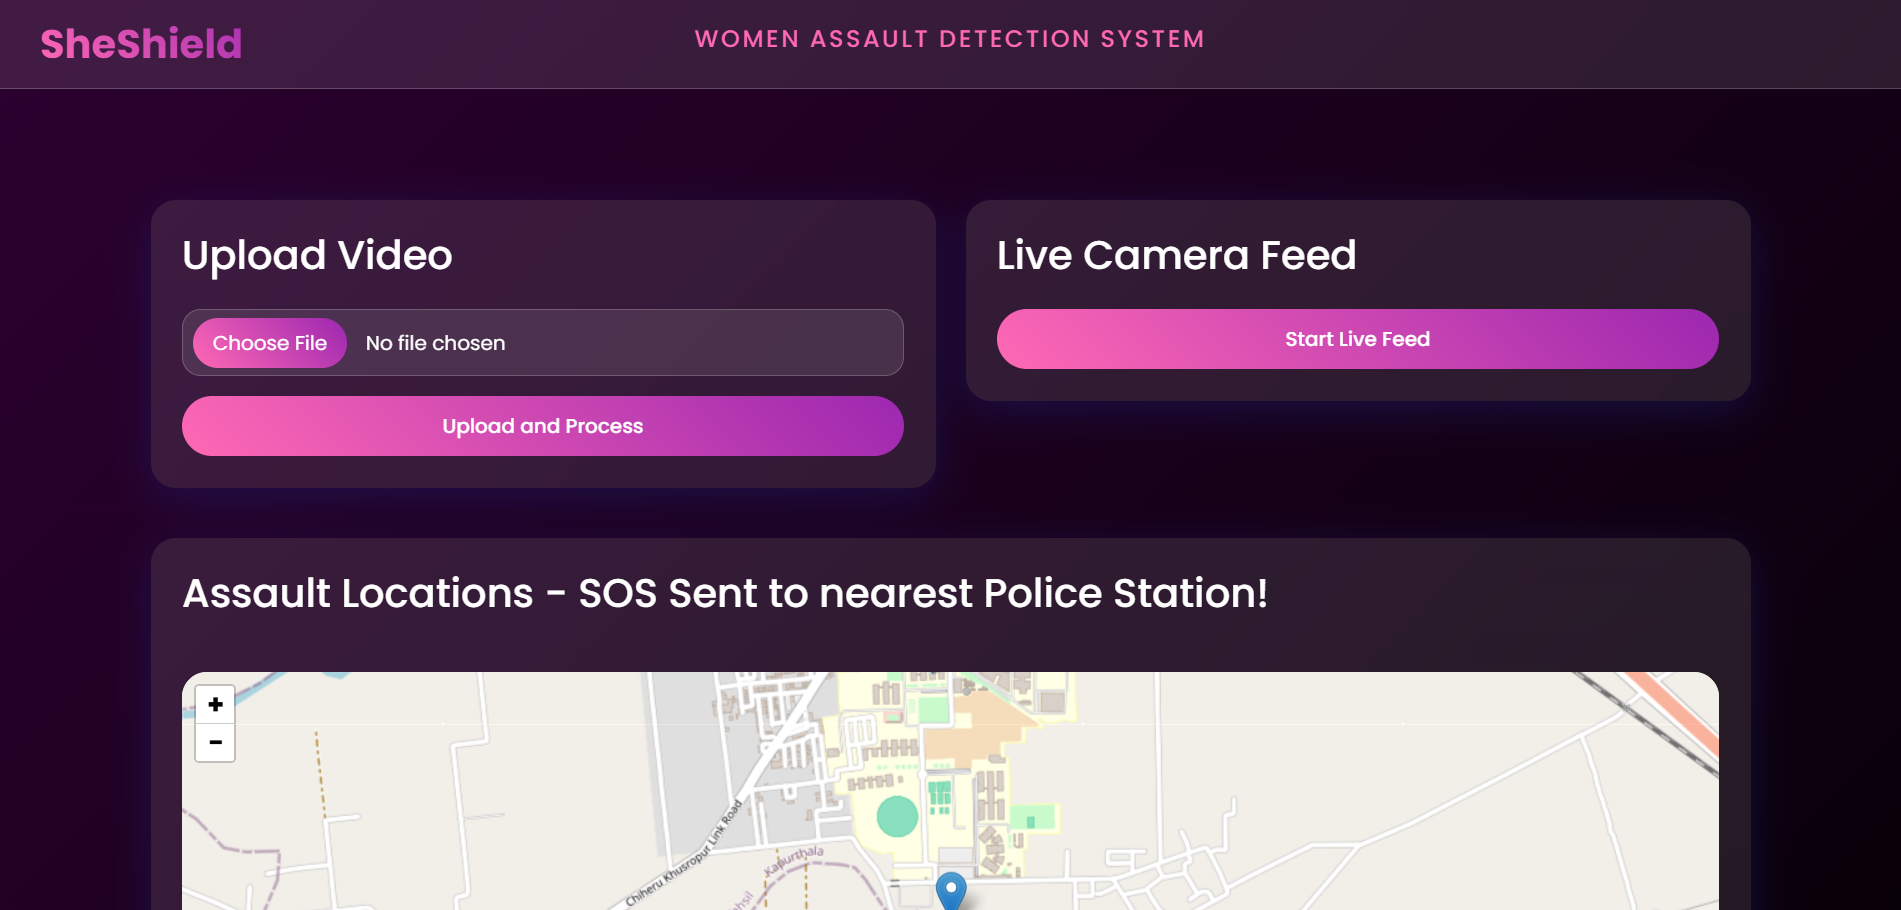 SheShield
WOMEN ASSAULT DETECTION SYSTEM
Upload Video
Choose File No file chosen
Upload and Process
Live Camera Feed
Start Live Feed
Assault Locations - SOS Sent to nearest Police Station!
+
−
Chiheru Khusropur Link Road
Kapurthala